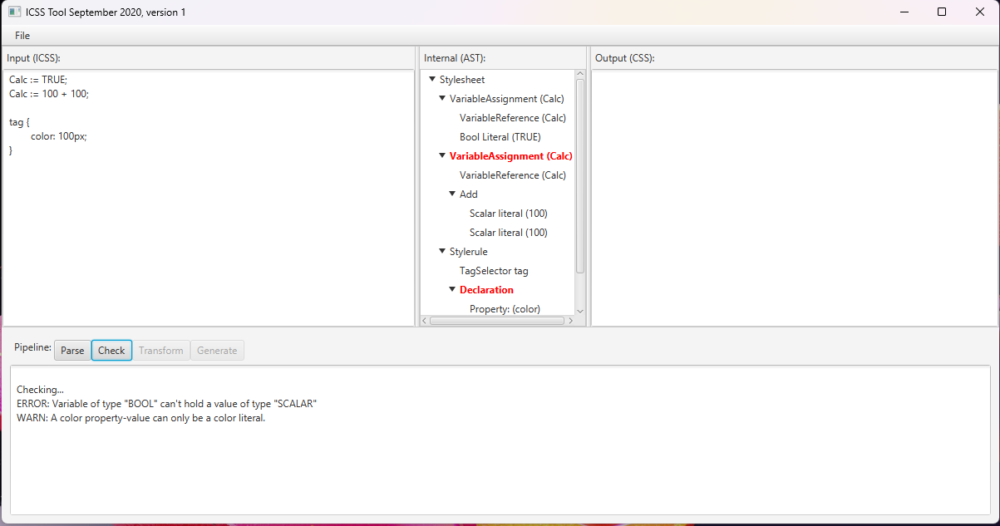 ICSS Tool September 2020, version 1
File
Input (ICSS):
Calc := TRUE;
Calc := 100 + 100;
tag {
color: 100px;
}
Internal (AST):
Stylesheet
VariableAssignment (Calc)
VariableReference (Calc)
Bool Literal (TRUE)
VariableAssignment (Calc)
VariableReference (Calc)
Add
Scalar literal (100)
Scalar literal (100)
Stylerule
TagSelector tag
Declaration
Property: (color)
Output (CSS):
Pipeline: Parse Check Transform Generate
Checking...
ERROR: Variable of type "BOOL" can't hold a value of type "SCALAR"
WARN: A color property-value can only be a color literal.